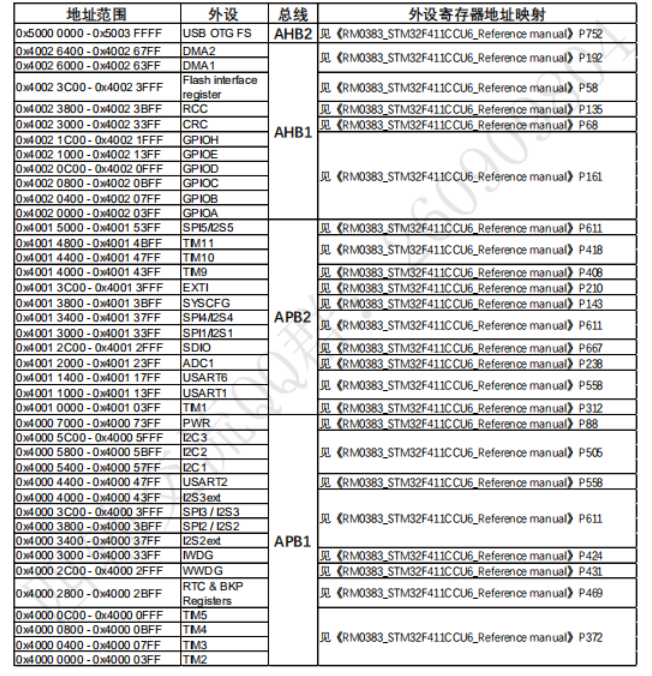 地址范围 外设 总线 外设寄存器地址映射
0x5000 0000 - 0x5003 FFFF USB OTG FS AHB2 见《RM0383_STM32F411CCU6_Reference manual》P752
0x4002 6400 - 0x4002 67FF DMA2 AHB1 见《RM0383_STM32F411CCU6_Reference manual》P192
0x4002 6000 - 0x4002 63FF DMA1
0x4002 3C00 - 0x4002 3FFF Flash interface register 见《RM0383_STM32F411CCU6_Reference manual》P58
0x4002 3800 - 0x4002 3BFF RCC 见《RM0383_STM32F411CCU6_Reference manual》P135
0x4002 3000 - 0x4002 33FF CRC 见《RM0383_STM32F411CCU6_Reference manual》P68
0x4002 1C00 - 0x4002 1FFF GPIOH 见《RM0383_STM32F411CCU6_Reference manual》P161
0x4002 1000 - 0x4002 13FF GPIOE
0x4002 0C00 - 0x4002 0FFF GPIOD
0x4002 0800 - 0x4002 0BFF GPIOC
0x4002 0400 - 0x4002 07FF GPIOB
0x4002 0000 - 0x4002 03FF GPIOA
0x4001 5000 - 0x4001 53FF SPI5/I2S5 APB2 见《RM0383_STM32F411CCU6_Reference manual》P611
0x4001 4800 - 0x4001 4BFF TIM11 见《RM0383_STM32F411CCU6_Reference manual》P418
0x4001 4400 - 0x4001 47FF TIM10
0x4001 4000 - 0x4001 43FF TIM9 见《RM0383_STM32F411CCU6_Reference manual》P408
0x4001 3C00 - 0x4001 3FFF EXTI 见《RM0383_STM32F411CCU6_Reference manual》P210
0x4001 3800 - 0x4001 3BFF SYSCFG 见《RM0383_STM32F411CCU6_Reference manual》P143
0x4001 3400 - 0x4001 37FF SPI4/I2S4 见《RM0383_STM32F411CCU6_Reference manual》P611
0x4001 3000 - 0x4001 33FF SPI1/I2S1
0x4001 2C00 - 0x4001 2FFF SDIO 见《RM0383_STM32F411CCU6_Reference manual》P667
0x4001 2000 - 0x4001 23FF ADC1 见《RM0383_STM32F411CCU6_Reference manual》P238
0x4001 1400 - 0x4001 17FF USART6 见《RM0383_STM32F411CCU6_Reference manual》P558
0x4001 1000 - 0x4001 13FF USART1
0x4001 0000 - 0x4001 03FF TIM1 见《RM0383_STM32F411CCU6_Reference manual》P312
0x4000 7000 - 0x4000 73FF PWR APB1 见《RM0383_STM32F411CCU6_Reference manual》P88
0x4000 5C00 - 0x4000 5FFF I2C3 见《RM0383_STM32F411CCU6_Reference manual》P505
0x4000 5800 - 0x4000 5BFF I2C2
0x4000 5400 - 0x4000 57FF I2C1
0x4000 4400 - 0x4000 47FF USART2 见《RM0383_STM32F411CCU6_Reference manual》P558
0x4000 4000 - 0x4000 43FF I2S3ext 见《RM0383_STM32F411CCU6_Reference manual》P611
0x4000 3C00 - 0x4000 3FFF SPI3 / I2S3
0x4000 3800 - 0x4000 3BFF SPI2 / I2S2
0x4000 3400 - 0x4000 37FF I2S2ext
0x4000 3000 - 0x4000 33FF IWDG 见《RM0383_STM32F411CCU6_Reference manual》P424
0x4000 2C00 - 0x4000 2FFF WWDG 见《RM0383_STM32F411CCU6_Reference manual》P431
0x4000 2800 - 0x4000 2BFF RTC & BKP Registers 见《RM0383_STM32F411CCU6_Reference manual》P469
0x4000 0C00 - 0x4000 0FFF TIM5 见《RM0383_STM32F411CCU6_Reference manual》P372
0x4000 0800 - 0x4000 0BFF TIM4
0x4000 0400 - 0x4000 07FF TIM3
0x4000 0000 - 0x4000 03FF TIM2